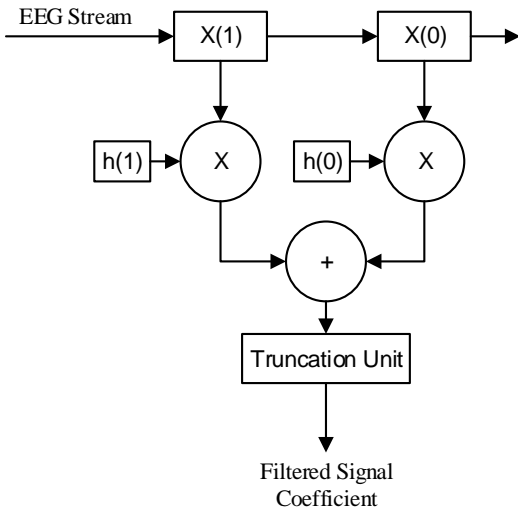 EEG Stream
X(1)
X(0)
h(1)
X
h(0)
X
+
Truncation Unit
Filtered Signal
Coefficient